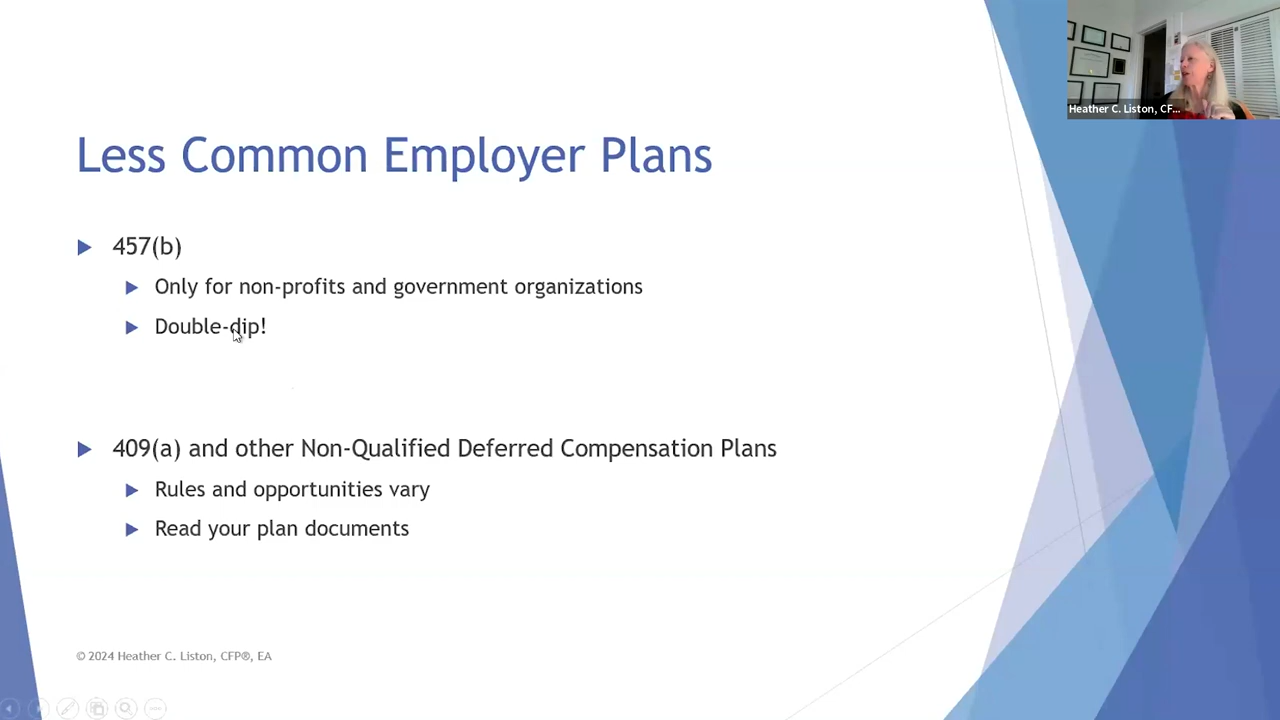 Heather C. Liston, CF...
Less Common Employer Plans
457(b)
Only for non-profits and government organizations
Double-dip!
409(a) and other Non-Qualified Deferred Compensation Plans
Rules and opportunities vary
Read your plan documents
© 2024 Heather C. Liston, CFP®, EA